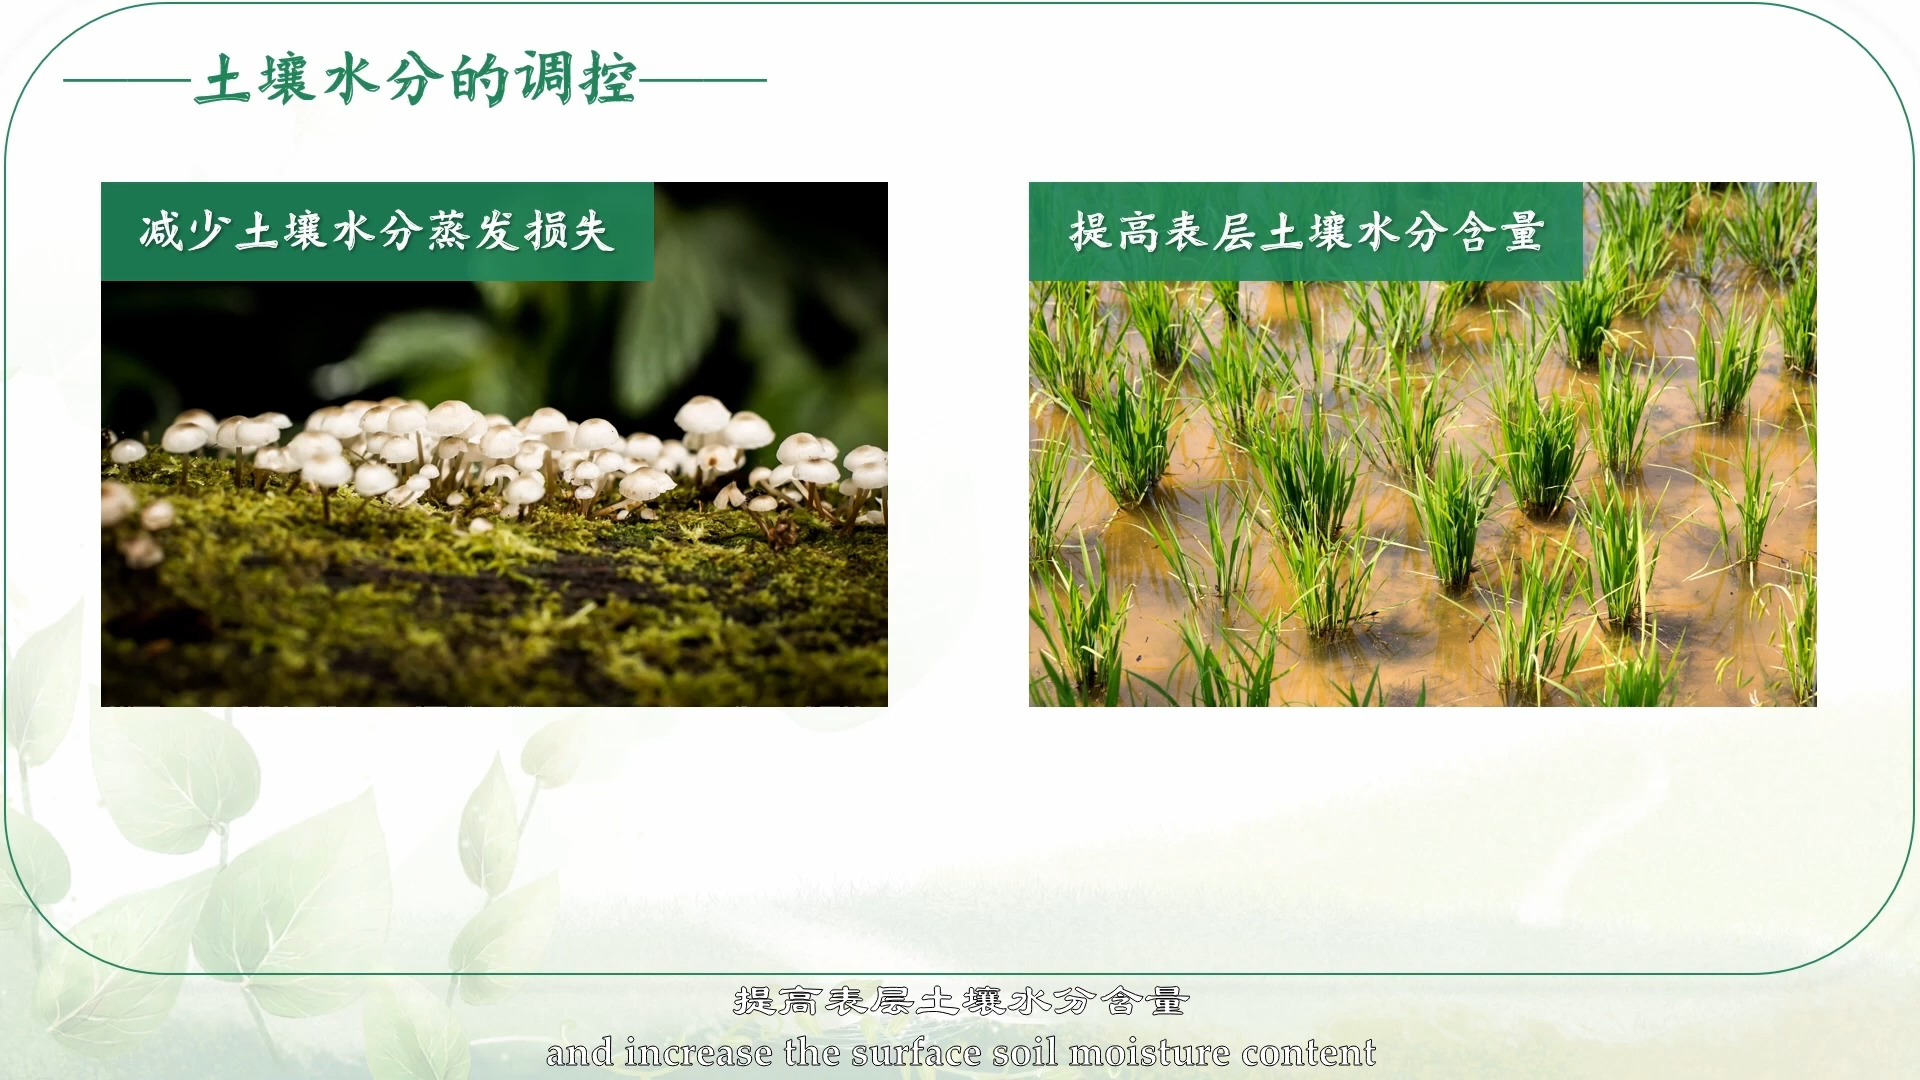 土壤水分的调控
减少土壤水分蒸发损失
提高表层土壤水分含量
提高表层土壤水分含量
and increase the surface soil moisture content